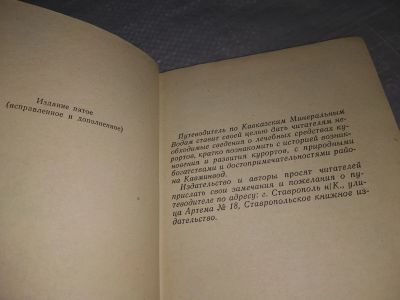 Издание пятое
(исправленное и дополненное)
Путеводитель по Кавказским Минеральным
Водам ставит своей целью дать читателям не-
обходимые сведения о лечебных средствах ку-
рортов, кратко познакомить с историей возник-
новения и развития курортов, с природными
богатствами и достопримечательностями райо-
на Кавминвод.
Издательство и авторы просят читателей
прислать свои замечания и пожелания о пу-
теводителе по адресу: г. Ставрополь н/К., ули-
ца Артема № 18, Ставропольское книжное из-
дательство.